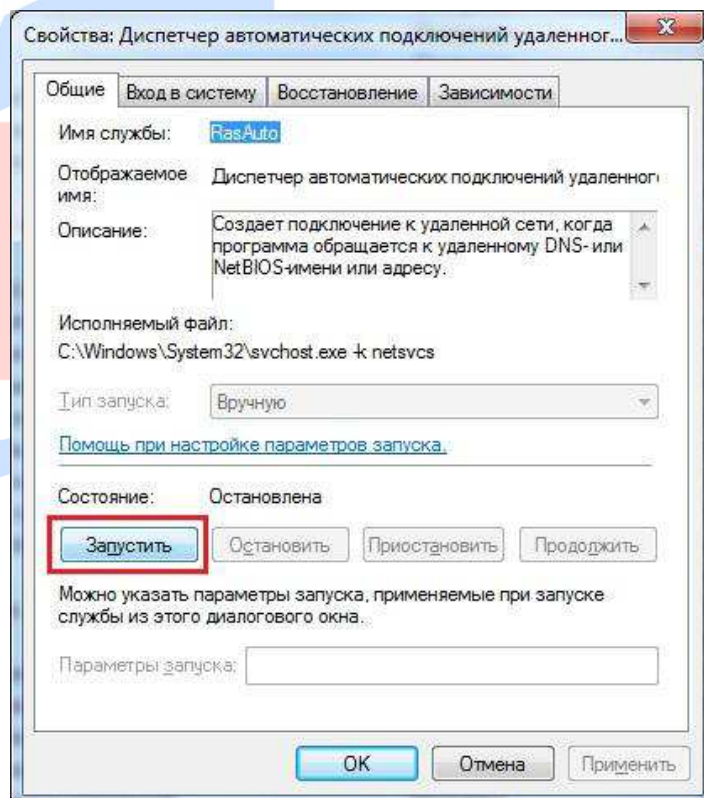 Свойства: Диспетчер автоматических подключений удаленног...
Общие Вход в систему Восстановление Зависимости
Имя службы: RasAuto
Отображаемое имя: Диспетчер автоматических подключений удаленног
Описание: Создает подключение к удаленной сети, когда
программа обращается к удаленному DNS- или
NetBIOS-имени или адресу.
Исполняемый файл:
C:\Windows\System32\svchost.exe -k netsvcs
Тип запуска: Вручную
Помощь при настройке параметров запуска.
Состояние: Остановлена
Запустить Остановить Приостановить Продолжить
Можно указать параметры запуска, применяемые при запуске
службы из этого диалогового окна.
Параметры запуска:
OK Отмена Применить